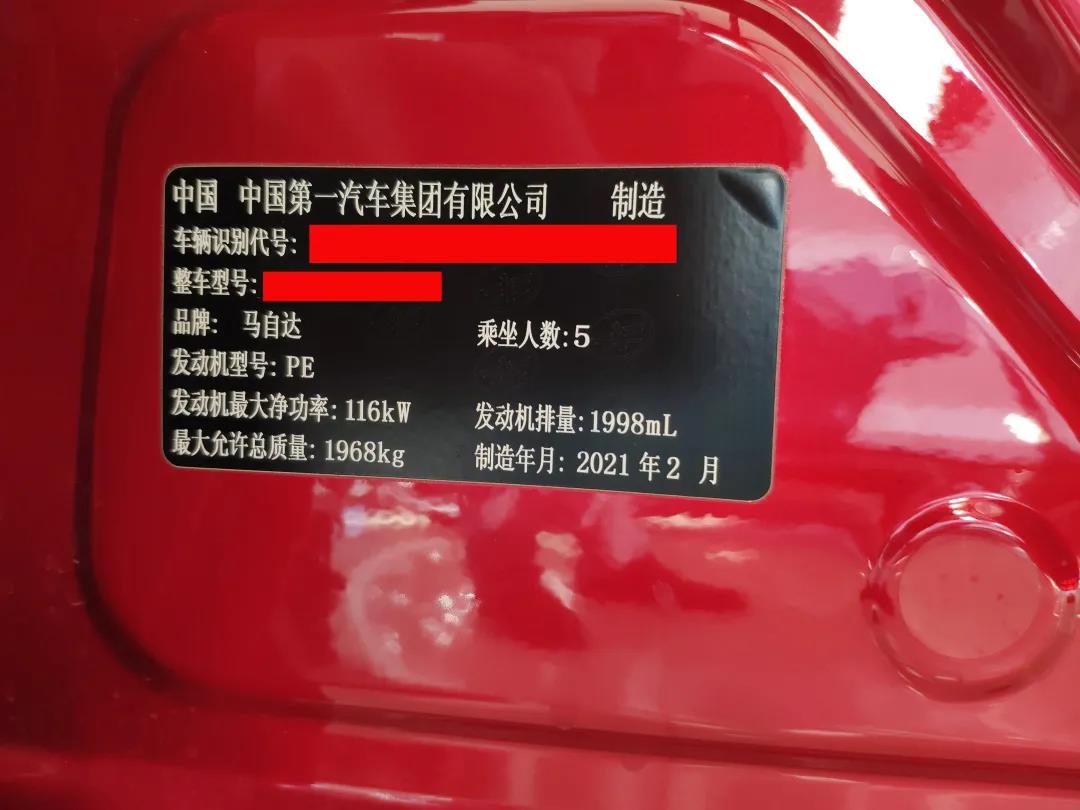 中国 中国第一汽车集团有限公司 制造
车辆识别代号:
整车型号:
品牌: 马自达 乘坐人数:5
发动机型号: PE
发动机最大净功率: 116kW 发动机排量: 1998mL
最大允许总质量: 1968kg 制造年月: 2021 年 2 月